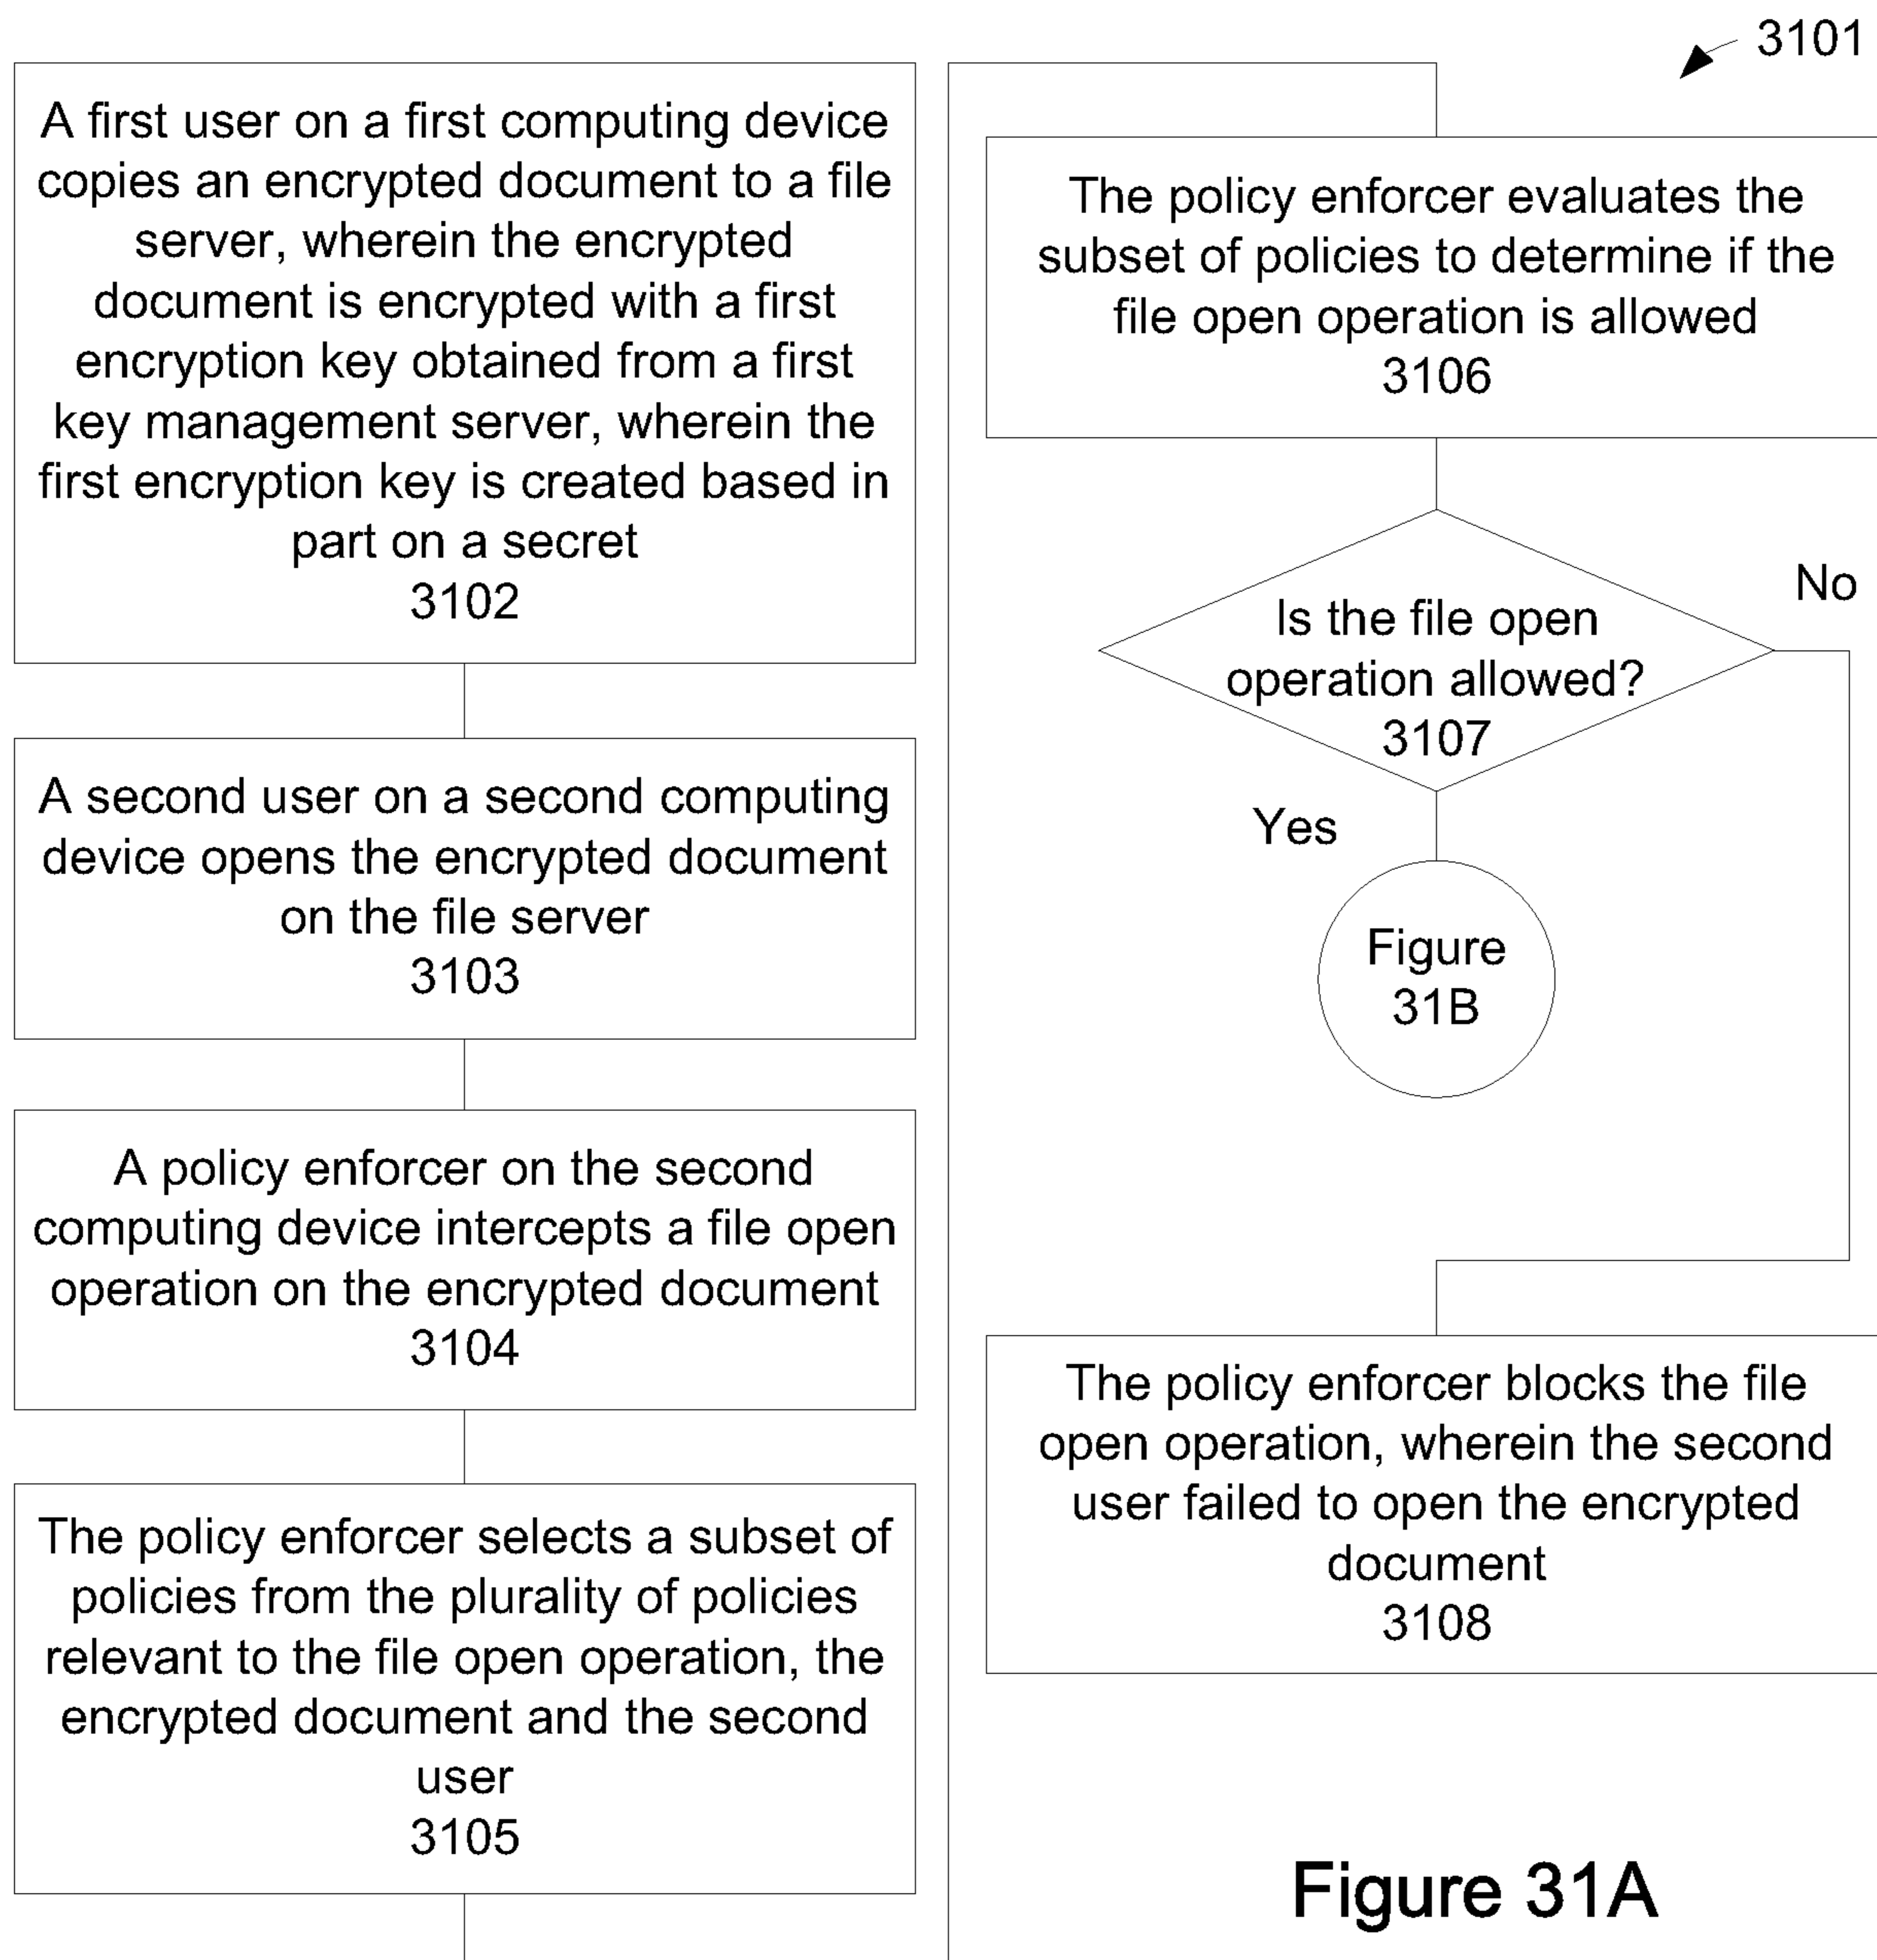 3101
A first user on a first computing device
copies an encrypted document to a file
server, wherein the encrypted
document is encrypted with a first
encryption key obtained from a first
key management server, wherein the
first encryption key is created based in
part on a secret
3102
A second user on a second computing
device opens the encrypted document
on the file server
3103
A policy enforcer on the second
computing device intercepts a file open
operation on the encrypted document
3104
The policy enforcer selects a subset of
policies from the plurality of policies
relevant to the file open operation, the
encrypted document and the second
user
3105
The policy enforcer evaluates the
subset of policies to determine if the
file open operation is allowed
3106
Is the file open
operation allowed?
3107
No
Yes
Figure
31B
The policy enforcer blocks the file
open operation, wherein the second
user failed to open the encrypted
document
3108
Figure 31A